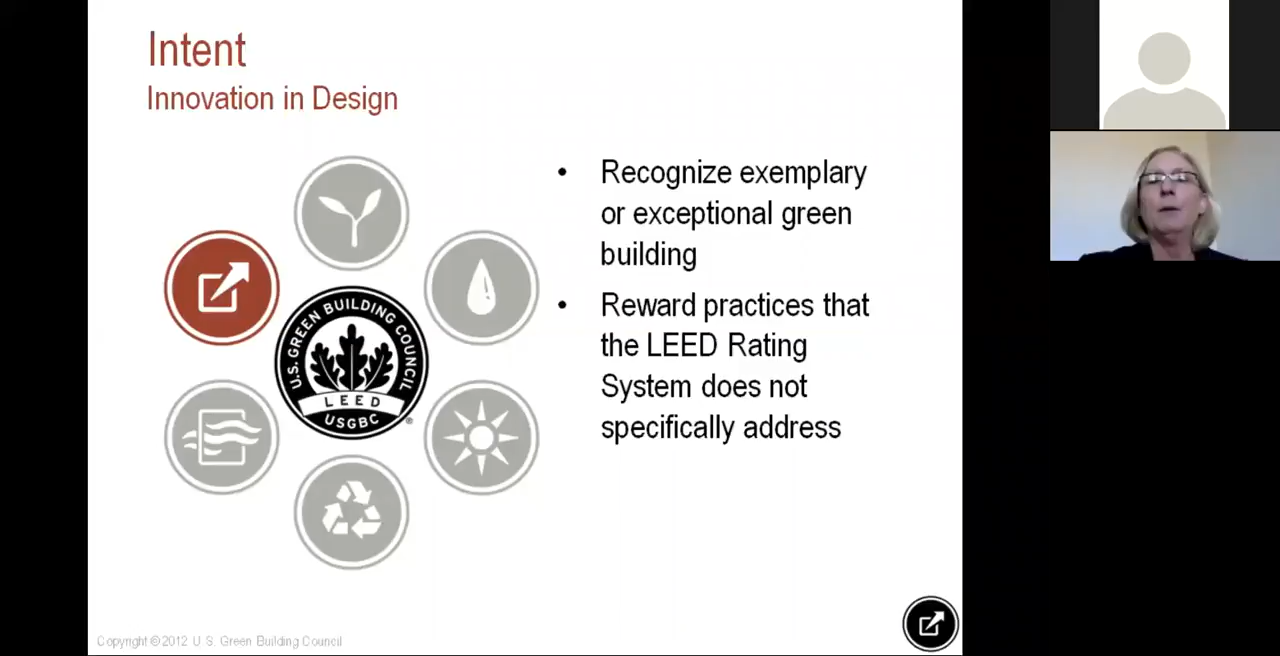 Intent
Innovation in Design
• Recognize exemplary
or exceptional green
building
• Reward practices that
the LEED Rating
System does not
specifically address
U.S. GREEN BUILDING COUNCIL
LEED
USGBC
®
Copyright © 2012 U.S. Green Building Council